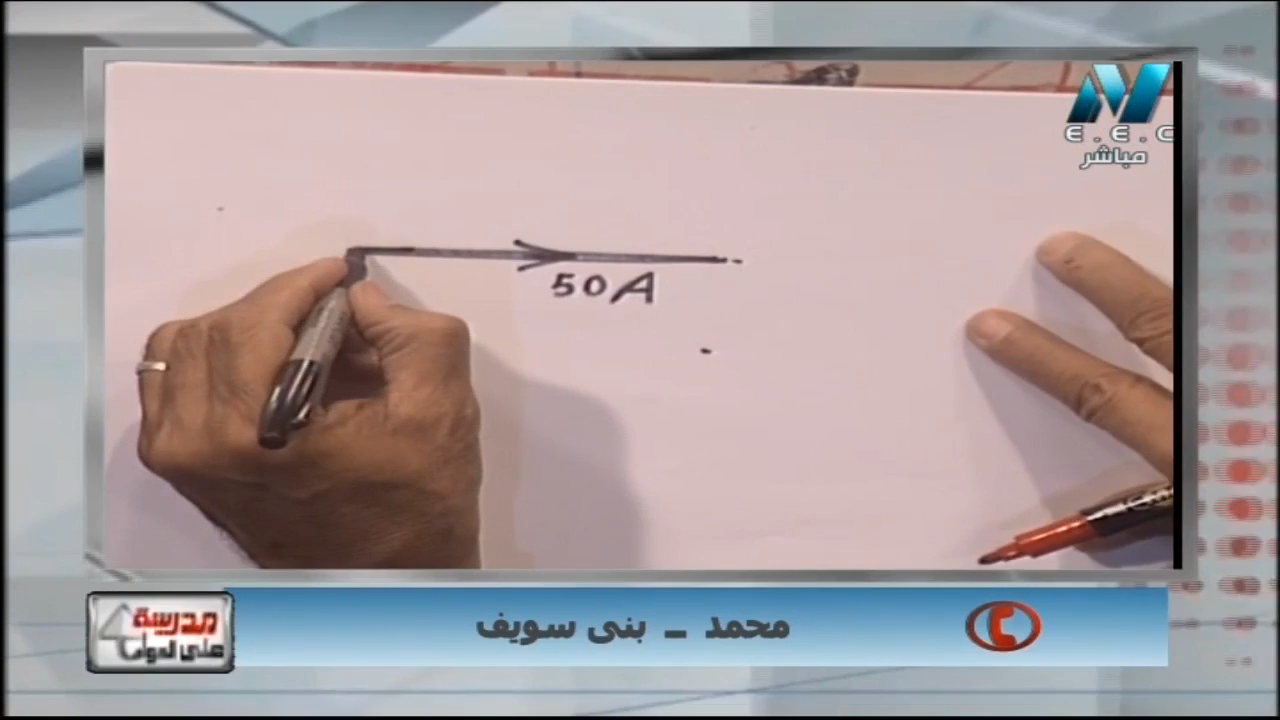 E.E.C
مباشر
50A
محمد - بنى سويف
مدرسة
على الهواء